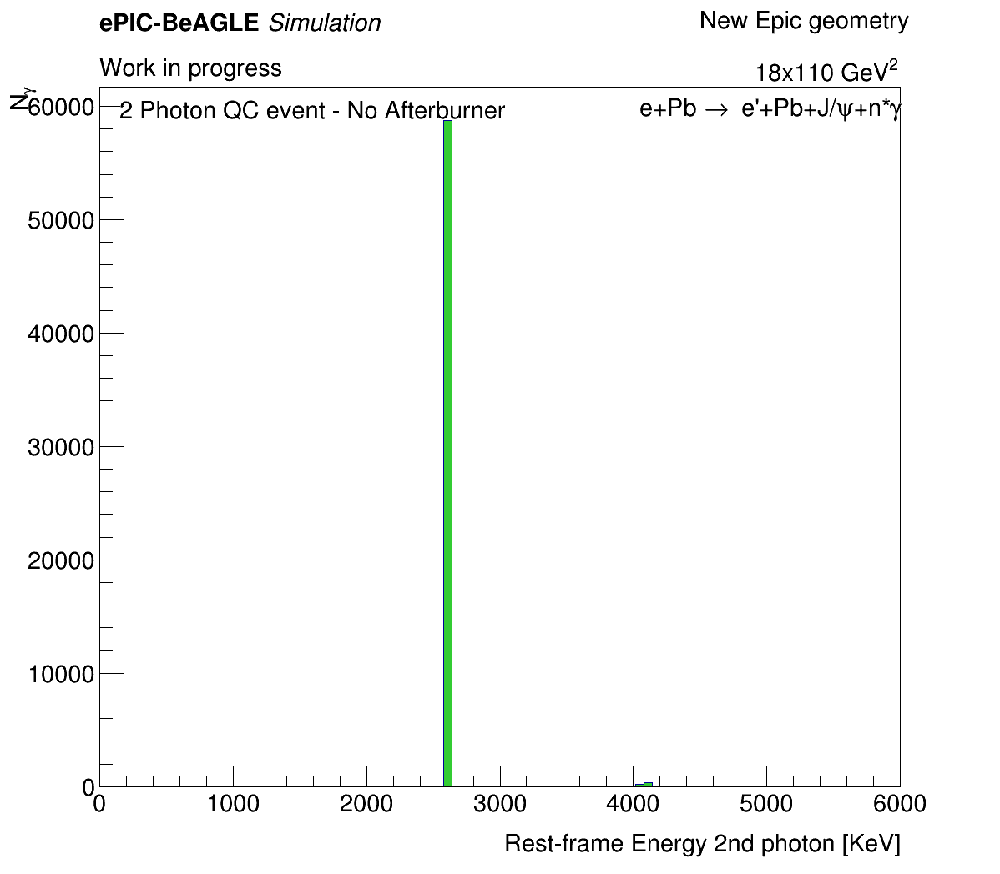 ePIC-BeAGLE Simulation
New Epic geometry
Work in progress
18x110 GeV²
Nγ
2 Photon QC event - No Afterburner
e+Pb → e'+Pb+J/ψ+n*γ
60000
50000
40000
30000
20000
10000
0
0 1000 2000 3000 4000 5000 6000
Rest-frame Energy 2nd photon [KeV]